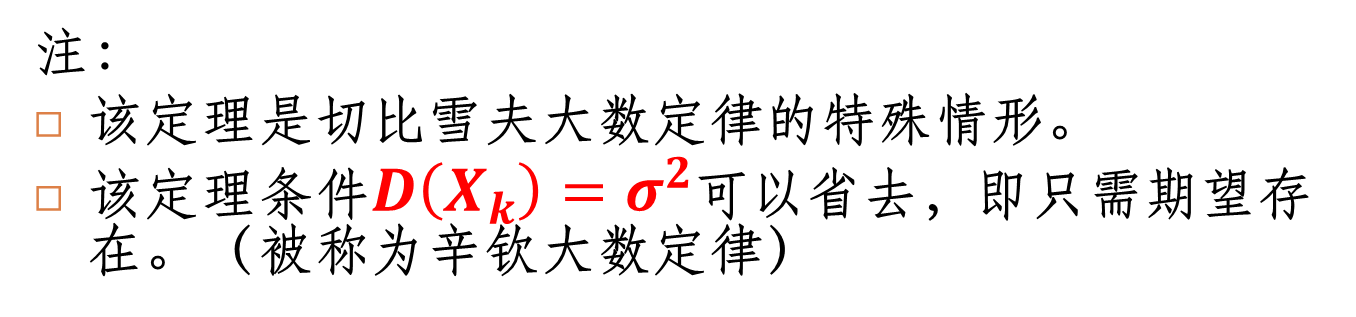 注：
□ 该定理是切比雪夫大数定律的特殊情形。
□ 该定理条件D(Xₖ) = σ²可以省去，即只需期望存
在。（被称为辛钦大数定律）